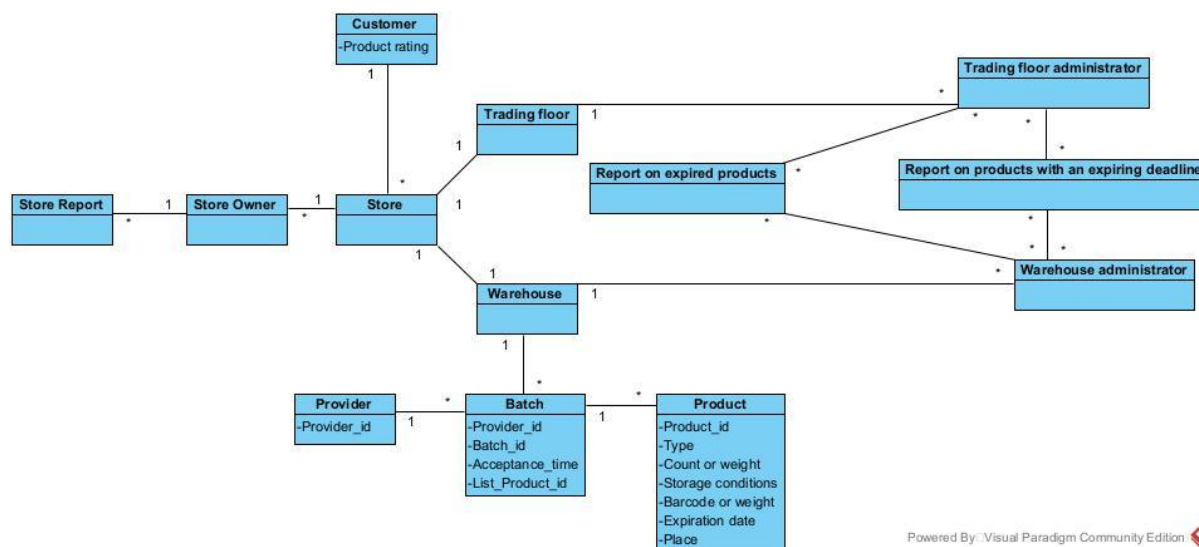 Customer
-Product rating
1
Trading floor administrator
*
Trading floor
1
*
*
1
*
*
Report on expired products
*
Report on products with an expiring deadline
Store Report
1
Store Owner
1
Store
1
*
*
*
*
*
*
*
1
1
Warehouse
1
*
Warehouse administrator
1
*
*
Provider
*
Batch
*
Product
-Provider_id
1
-Provider_id
1
-Product_id
-Batch_id
-Type
-Acceptance_time
-Count or weight
-List_Product_id
-Storage conditions
-Barcode or weight
-Expiration date
-Place
Powered By Visual Paradigm Community Edition